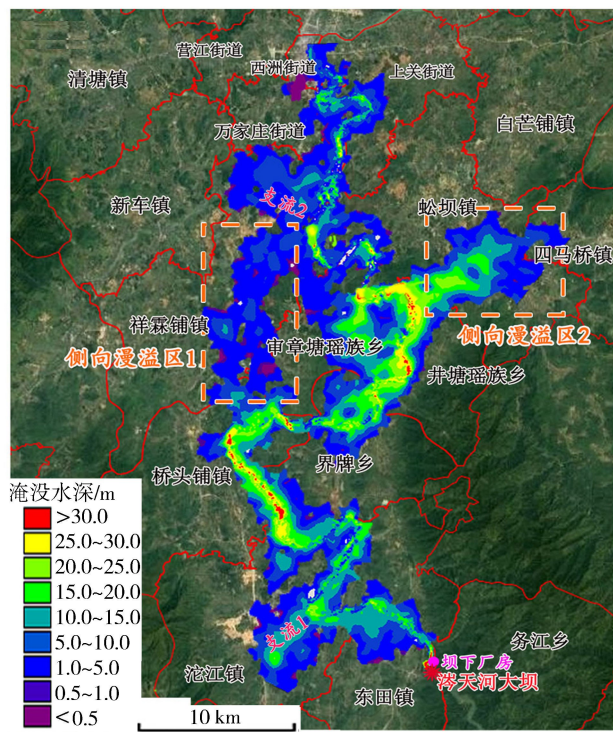 营江街道
西洲街道
上关街道
清塘镇
万家庄街道
白芒铺镇
新车镇
支流2
蚣坝镇
四马桥镇
祥霖铺镇
审章塘瑶族乡
侧向漫溢区1
侧向漫溢区2
井塘瑶族乡
桥头铺镇
界牌乡
淹没水深/m
>30.0
25.0~30.0
20.0~25.0
15.0~20.0
10.0~15.0
5.0~10.0
1.0~5.0
0.5~1.0
<0.5
支流1
务江乡
坝下厂房
涔天河大坝
沱江镇
东田镇
10 km